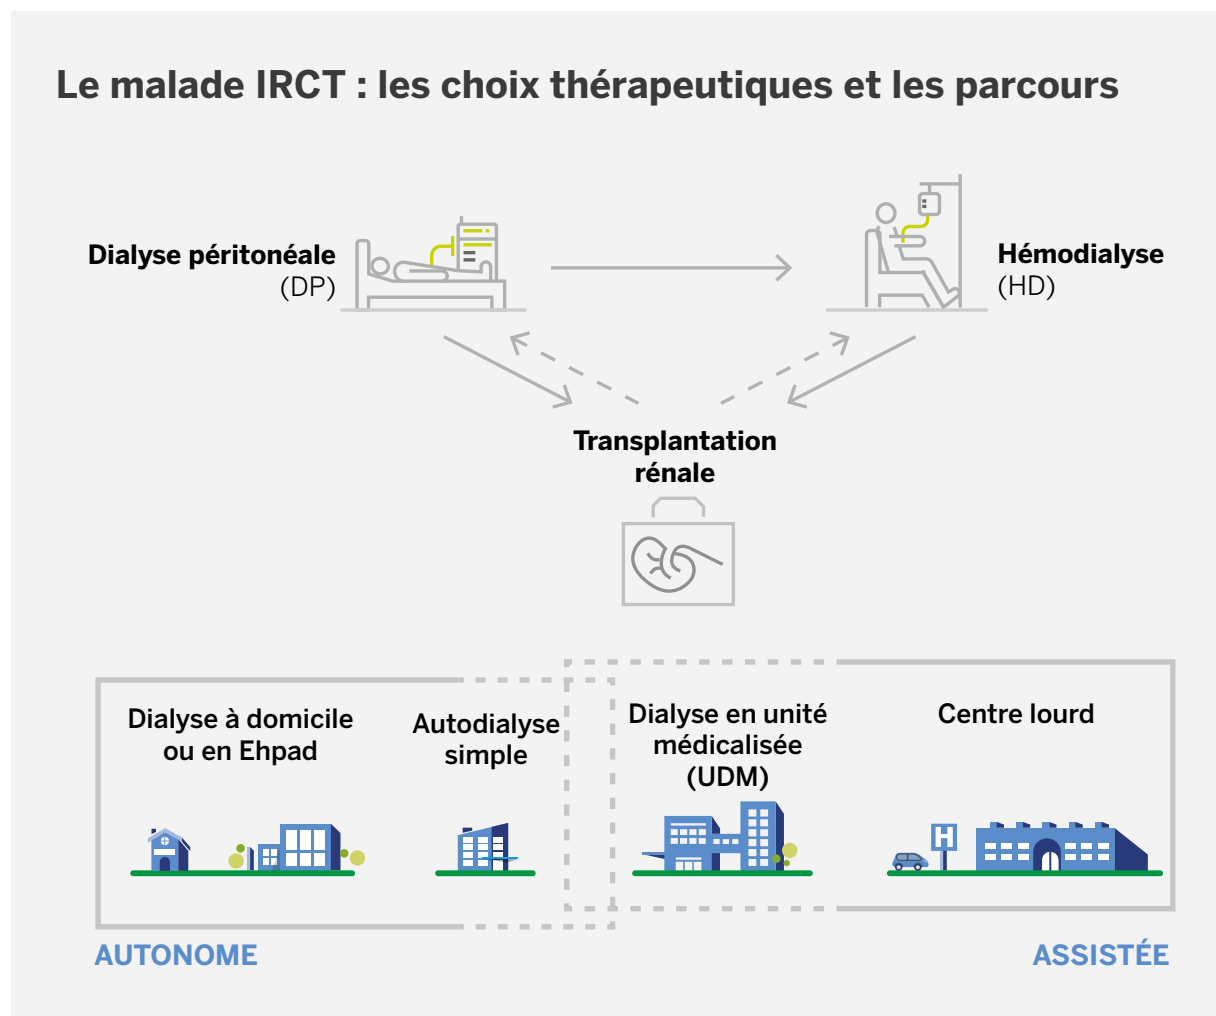 Le malade IRCT : les choix thérapeutiques et les parcours
Dialyse péritonéale
(DP)
Hémodialyse
(HD)
Transplantation
rénale
Dialyse à domicile
ou en Ehpad
Autodialyse
simple
Dialyse en unité
médicalisée
(UDM)
Centre lourd
H
AUTONOME
ASSISTÉE